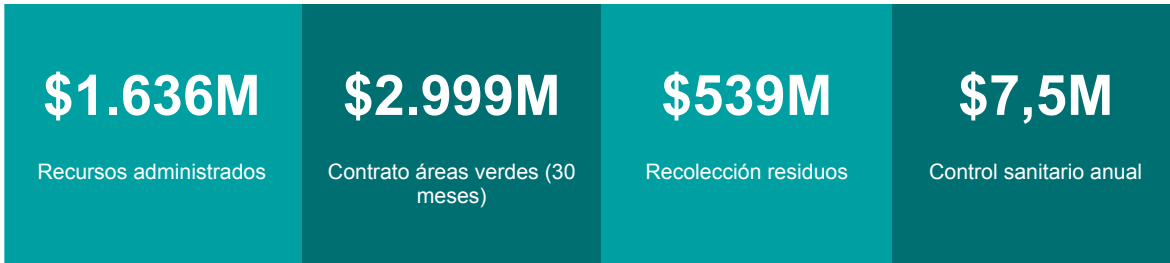 $1.636M
Recursos administrados
$2.999M
Contrato áreas verdes (30
meses)
$539M
Recolección residuos
$7,5M
Control sanitario anual